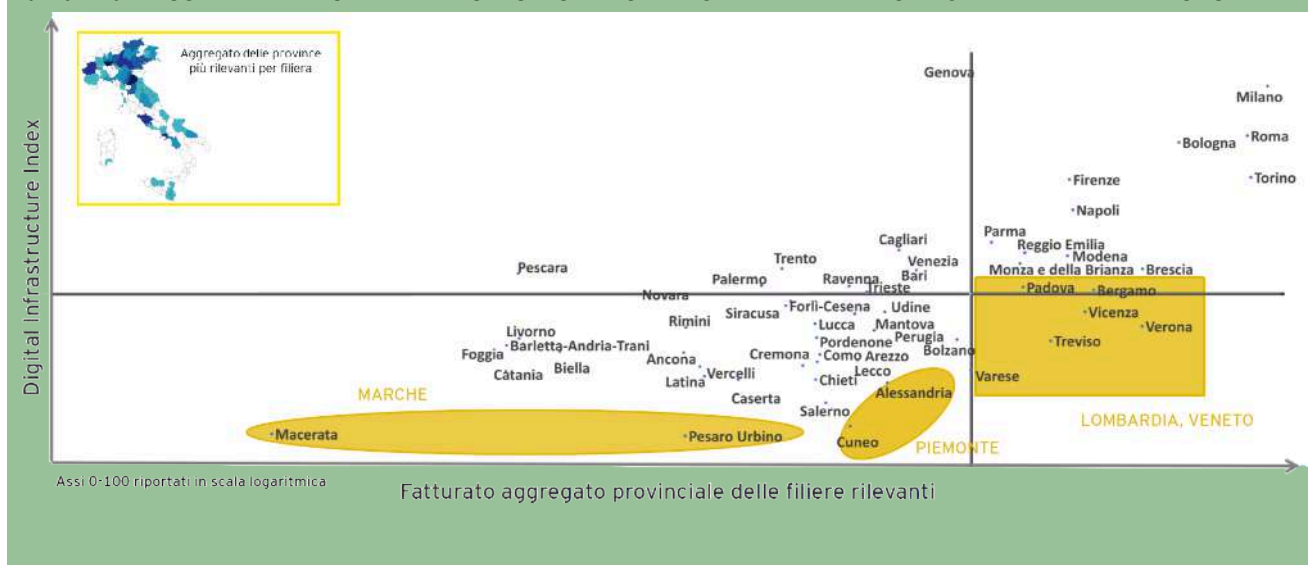 Aggregato delle province
più rilevanti per filiera
Digital Infrastructure Index
Genova
Milano
Roma
Bologna
Torino
Firenze
Napoli
Parma
Cagliari
Reggio Emilia
Modena
Venezia
Trento
Pescara
Monza e della Brianza
Brescia
Bari
Palermo
Ravenna
Trieste
Padova
Bergamo
Novara
Forlì-Cesena
Udine
Siracusa
Vicenza
Rimini
Lucca
Mantova
Verona
Livorno
Perugia
Pordenone
Treviso
Barletta-Andria-Trani
Bolzano
Foggia
Cremona
Como
Arezzo
Ancona
Biella
Lecco
Catania
Vercelli
Varese
Latina
Chieti
Alessandria
MARCHE
Caserta
Salerno
LOMBARDIA, VENETO
Macerata
Pesaro Urbino
Cuneo
PIEMONTE
Assi 0-100 riportati in scala logaritmica
Fatturato aggregato provinciale delle filiere rilevanti